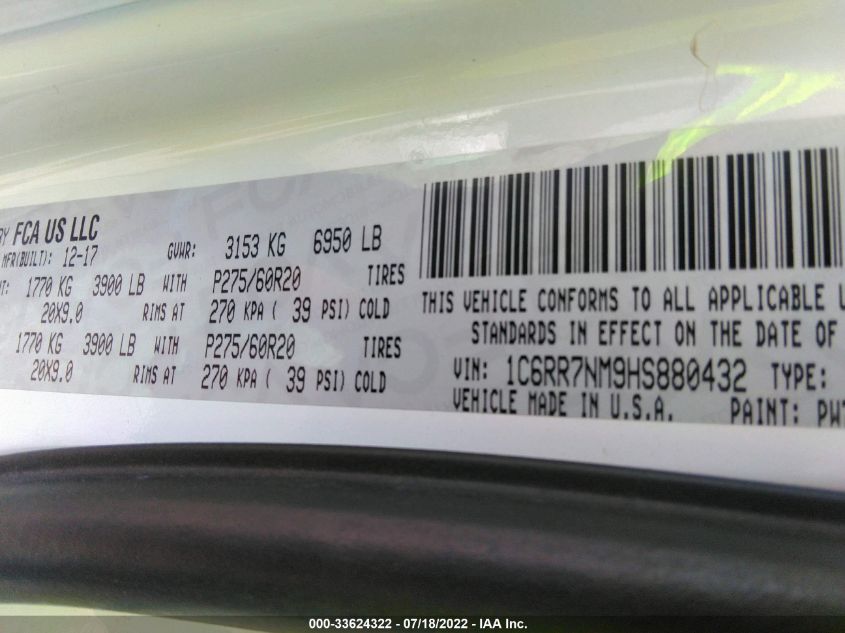 RY FCA US LLC
MFR(BUILT): 12-17 GVWR: 3153 KG 6950 LB
T: 1770 KG 3900 LB WITH P275/60R20 TIRES
20X9.0 RIMS AT 270 KPA ( 39 PSI) COLD
1770 KG 3900 LB WITH P275/60R20 TIRES
20X9.0 RIMS AT 270 KPA ( 39 PSI) COLD
THIS VEHICLE CONFORMS TO ALL APPLICABLE
STANDARDS IN EFFECT ON THE DATE OF
VIN: 1C6RR7NM9HS880432 TYPE:
VEHICLE MADE IN U.S.A. PAINT: PW7
000-33624322 - 07/18/2022 - IAA Inc.